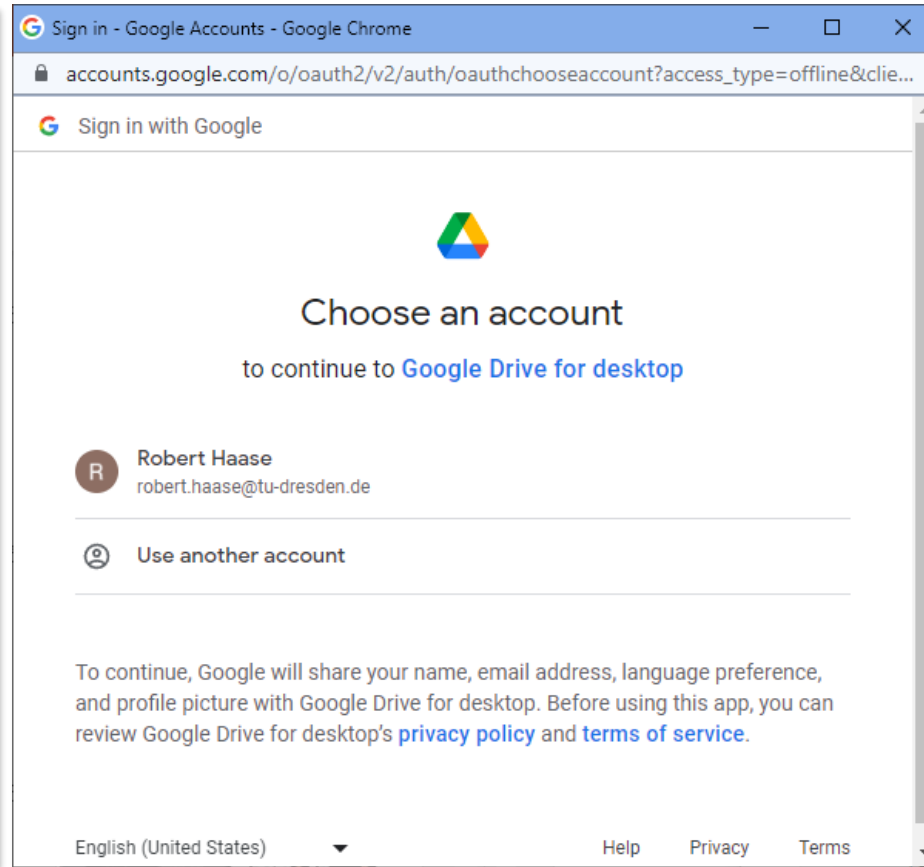 Sign in - Google Accounts - Google Chrome
accounts.google.com/o/oauth2/v2/auth/oauthchooseaccount?access_type=offline&clie...
Sign in with Google
Choose an account
to continue to Google Drive for desktop
R
Robert Haase
robert.haase@tu-dresden.de
Use another account
To continue, Google will share your name, email address, language preference,
and profile picture with Google Drive for desktop. Before using this app, you can
review Google Drive for desktop’s privacy policy and terms of service.
English (United States) Help Privacy Terms